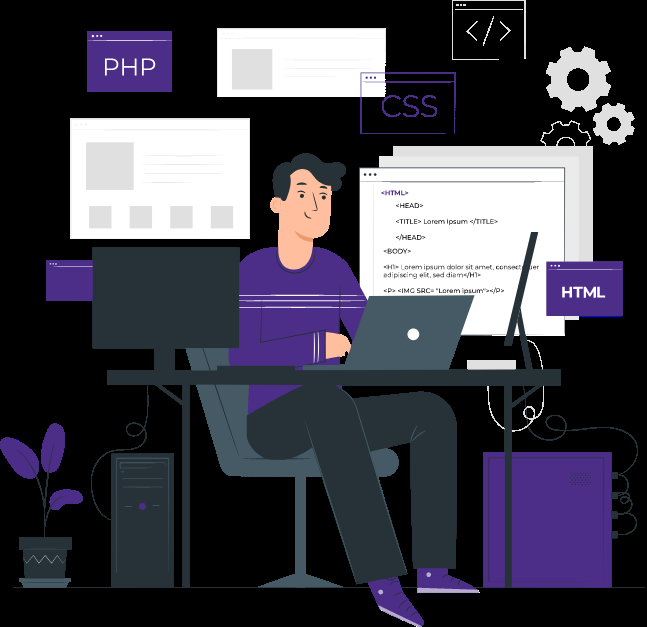 </>
PHP
CSS
<HTML>
<HEAD>
<TITLE> Lorem ipsum </TITLE>
</HEAD>
<BODY>
<H1> Lorem ipsum dolor sit amet, consectetuer
adipiscing elit, sed diem</H1>
<P> <IMG SRC= "Lorem ipsum"></P>
HTML